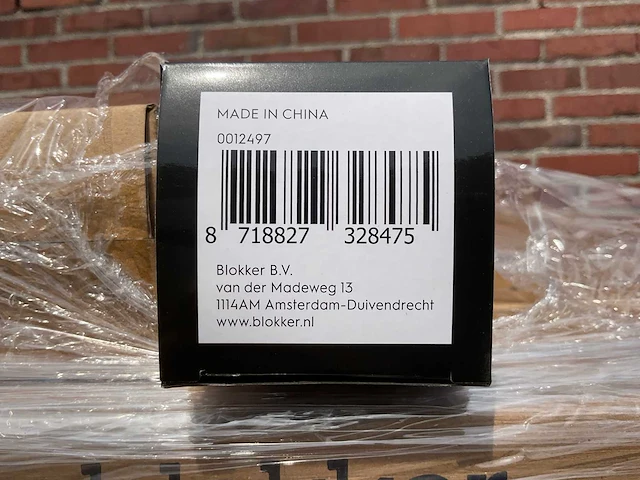 MADE IN CHINA
0012497
8 718827 328475
Blokker B.V.
van der Madeweg 13
1114AM Amsterdam-Duivendrecht
www.blokker.nl